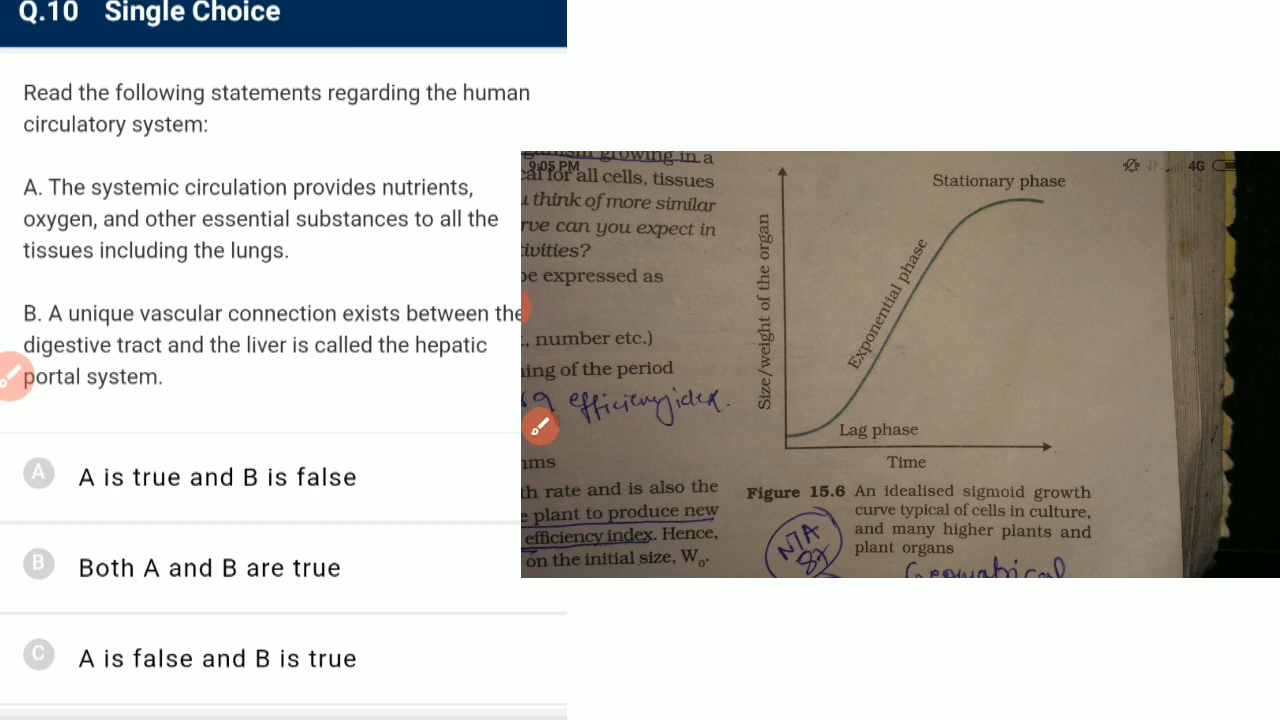 Q.10 Single Choice
Read the following statements regarding the human
circulatory system:
A. The systemic circulation provides nutrients,
oxygen, and other essential substances to all the
tissues including the lungs.
B. A unique vascular connection exists between the
digestive tract and the liver is called the hepatic
portal system.
A
A is true and B is false
B
Both A and B are true
C
A is false and B is true
growing in a
9:05 PM
for all cells, tissues
think of more similar
can you expect in
be expressed as
, number etc.)
of the period
efficiency
rate and is also the
plant to produce new
efficiency index. Hence,
on the initial size, W₀.
4G
Stationary phase
Size/weight of the organ
Exponential phase
Lag phase
Time
Figure 15.6 An idealised sigmoid growth
curve typical of cells in culture,
and many higher plants and
plant organs
NTA
87